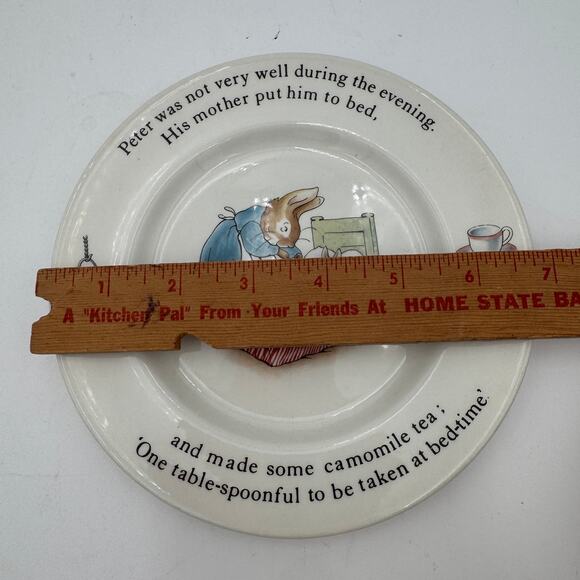 Peter was not very well during the evening.
His mother put him to bed,
1 2 3 4 5 6 7
A "Kitchen Pal" From Your Friends At HOME STATE BA
and made some camomile tea;
'One table-spoonful to be taken at bed-time.'